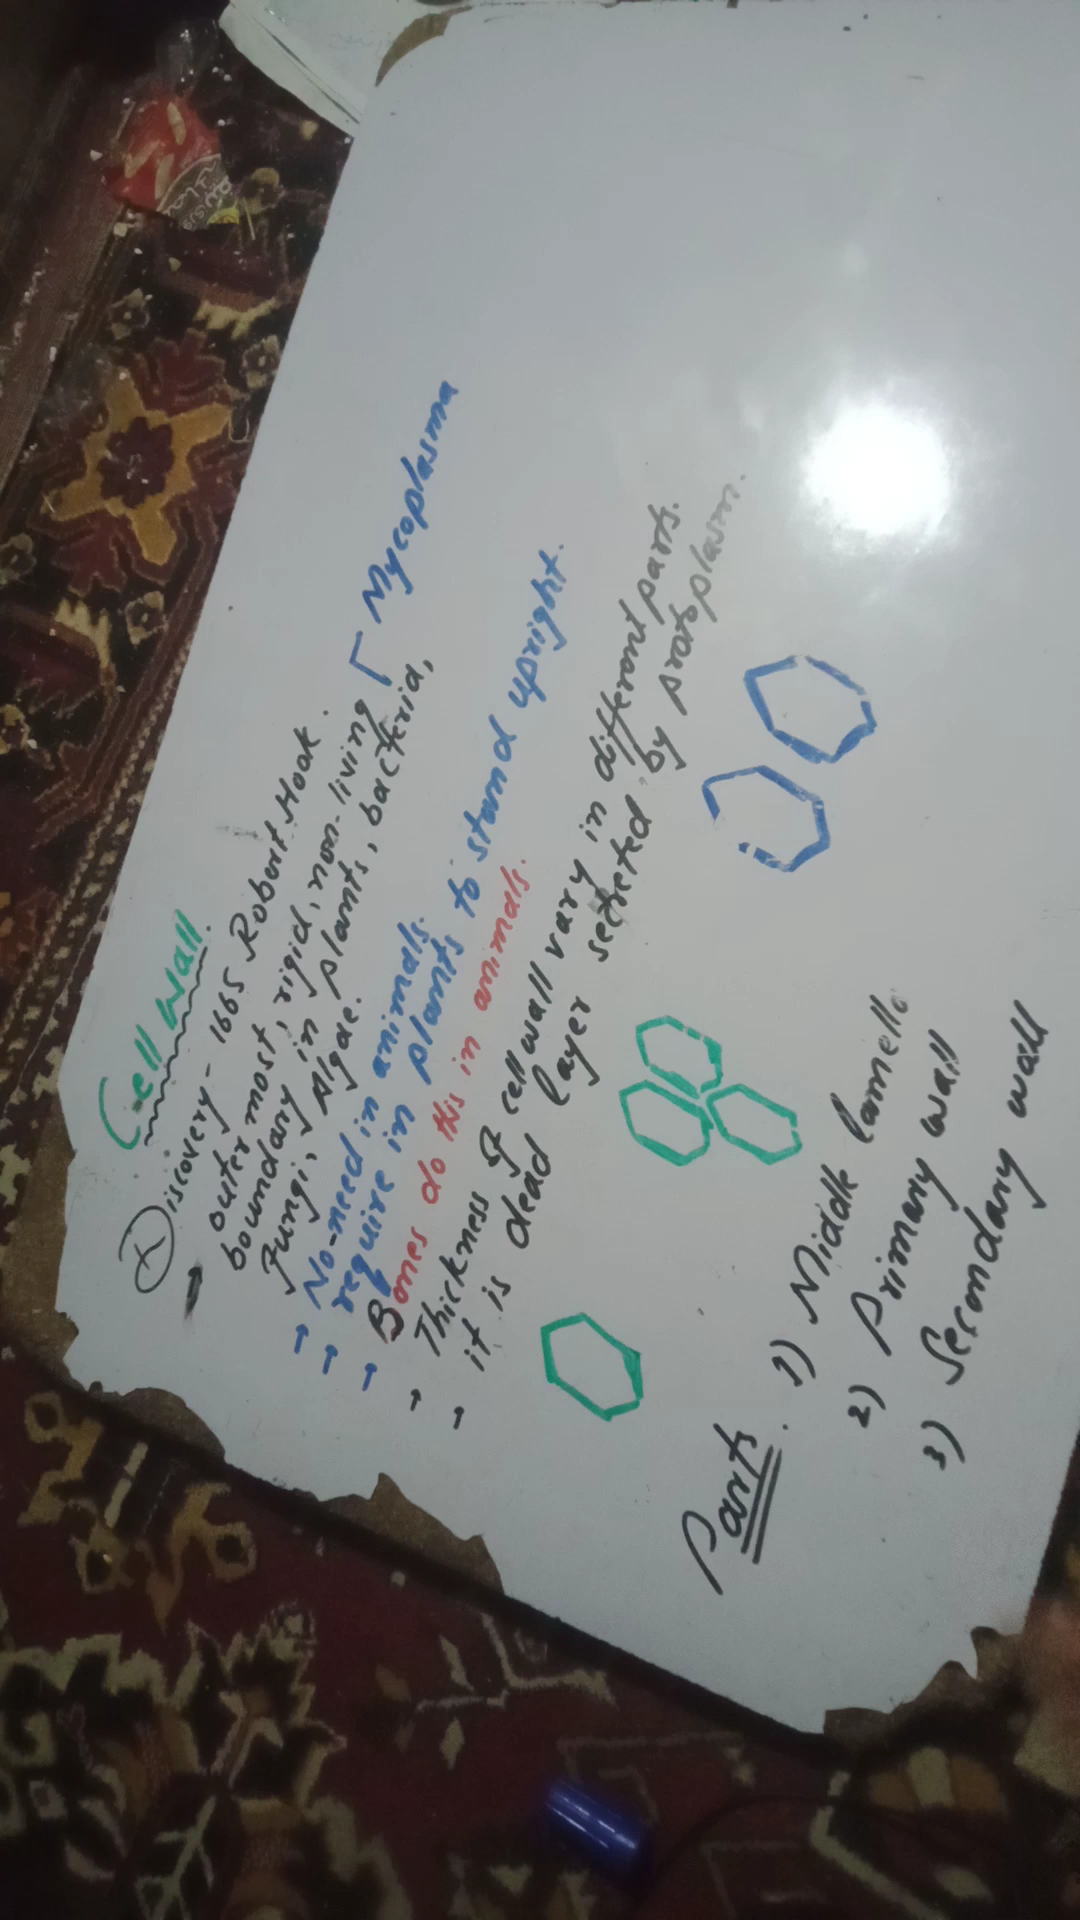 Cell wall.
Discovery - 1665 Robert Hook.
→ outer most, rigid, non-living
boundary in plants, bacteria, Mycoplasma
Fungi, Algae.
→ No-need in animals.
→ require in plants to stand upright.
→ Bones do this in animals.
→ Thickness of cell wall vary in different parts.
→ it is dead layer secreted by protoplasm.
Parts.
1) Middle lamella
2) Primary wall
3) Secondary wall